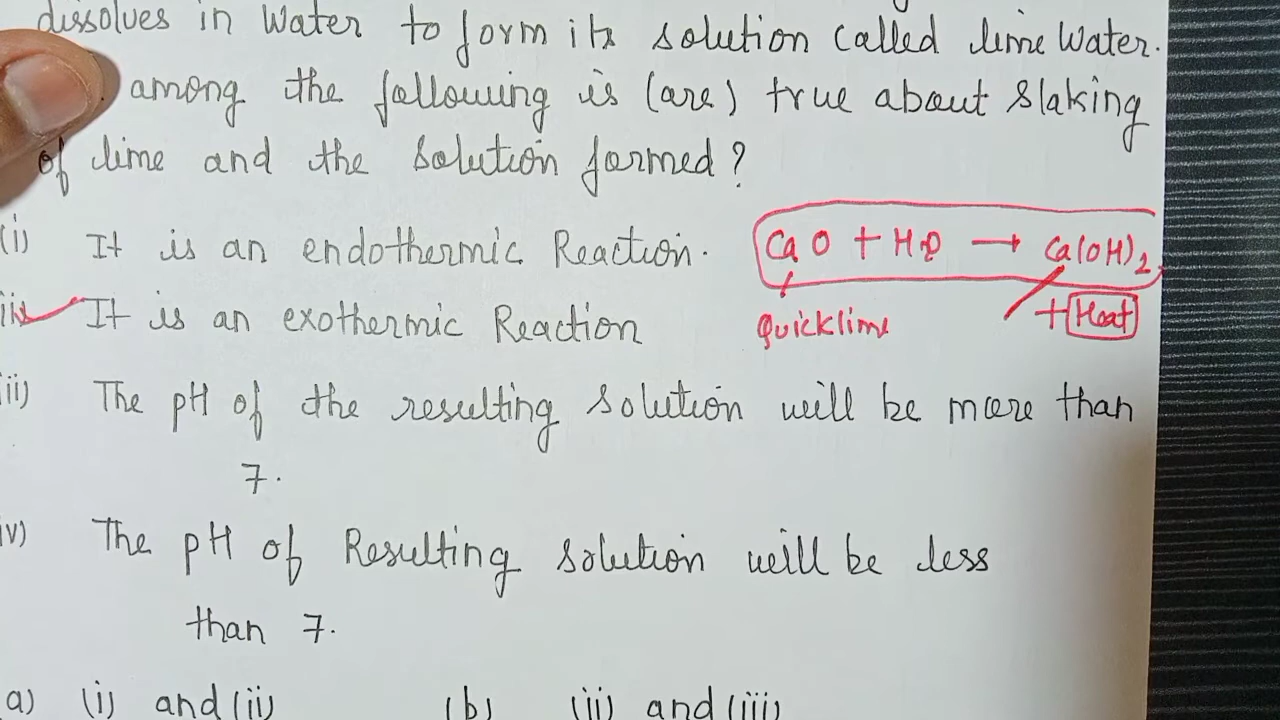 dissolves in Water to form its solution called lime Water.
among the following is (are) true about slaking
of lime and the solution formed?
(i) It is an endothermic Reaction. CaO + H2O → Ca(OH)2
It is an exothermic Reaction Quicklime + Heat
ii) The pH of the resulting solution will be more than
7.
iv) The pH of Resulting solution will be less
than 7.
a) (i) and (ii) (b) (ii) and (iii)